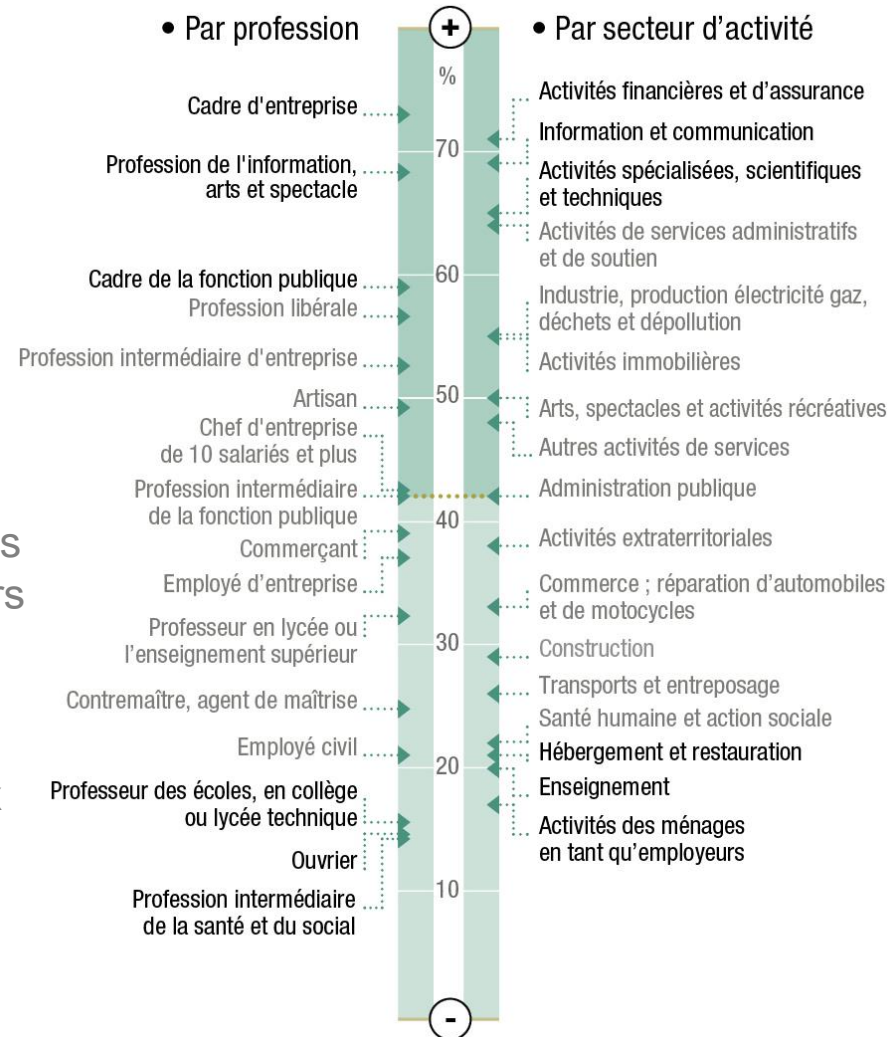 • Par profession
Cadre d'entreprise
Profession de l'information,
arts et spectacle
Cadre de la fonction publique
Profession libérale
Profession intermédiaire d'entreprise
Artisan
Chef d'entreprise
de 10 salariés et plus
Profession intermédiaire
de la fonction publique
Commerçant
Employé d'entreprise
Professeur en lycée ou
l'enseignement supérieur
Contremaître, agent de maîtrise
Employé civil
Professeur des écoles, en collège
ou lycée technique
Ouvrier
Profession intermédiaire
de la santé et du social
+
%
70
60
50
40
30
20
10
-
• Par secteur d'activité
Activités financières et d'assurance
Information et communication
Activités spécialisées, scientifiques
et techniques
Activités de services administratifs
et de soutien
Industrie, production électricité gaz,
déchets et dépollution
Activités immobilières
Arts, spectacles et activités récréatives
Autres activités de services
Administration publique
Activités extraterritoriales
Commerce ; réparation d'automobiles
et de motocycles
Construction
Transports et entreposage
Santé humaine et action sociale
Hébergement et restauration
Enseignement
Activités des ménages
en tant qu'employeurs